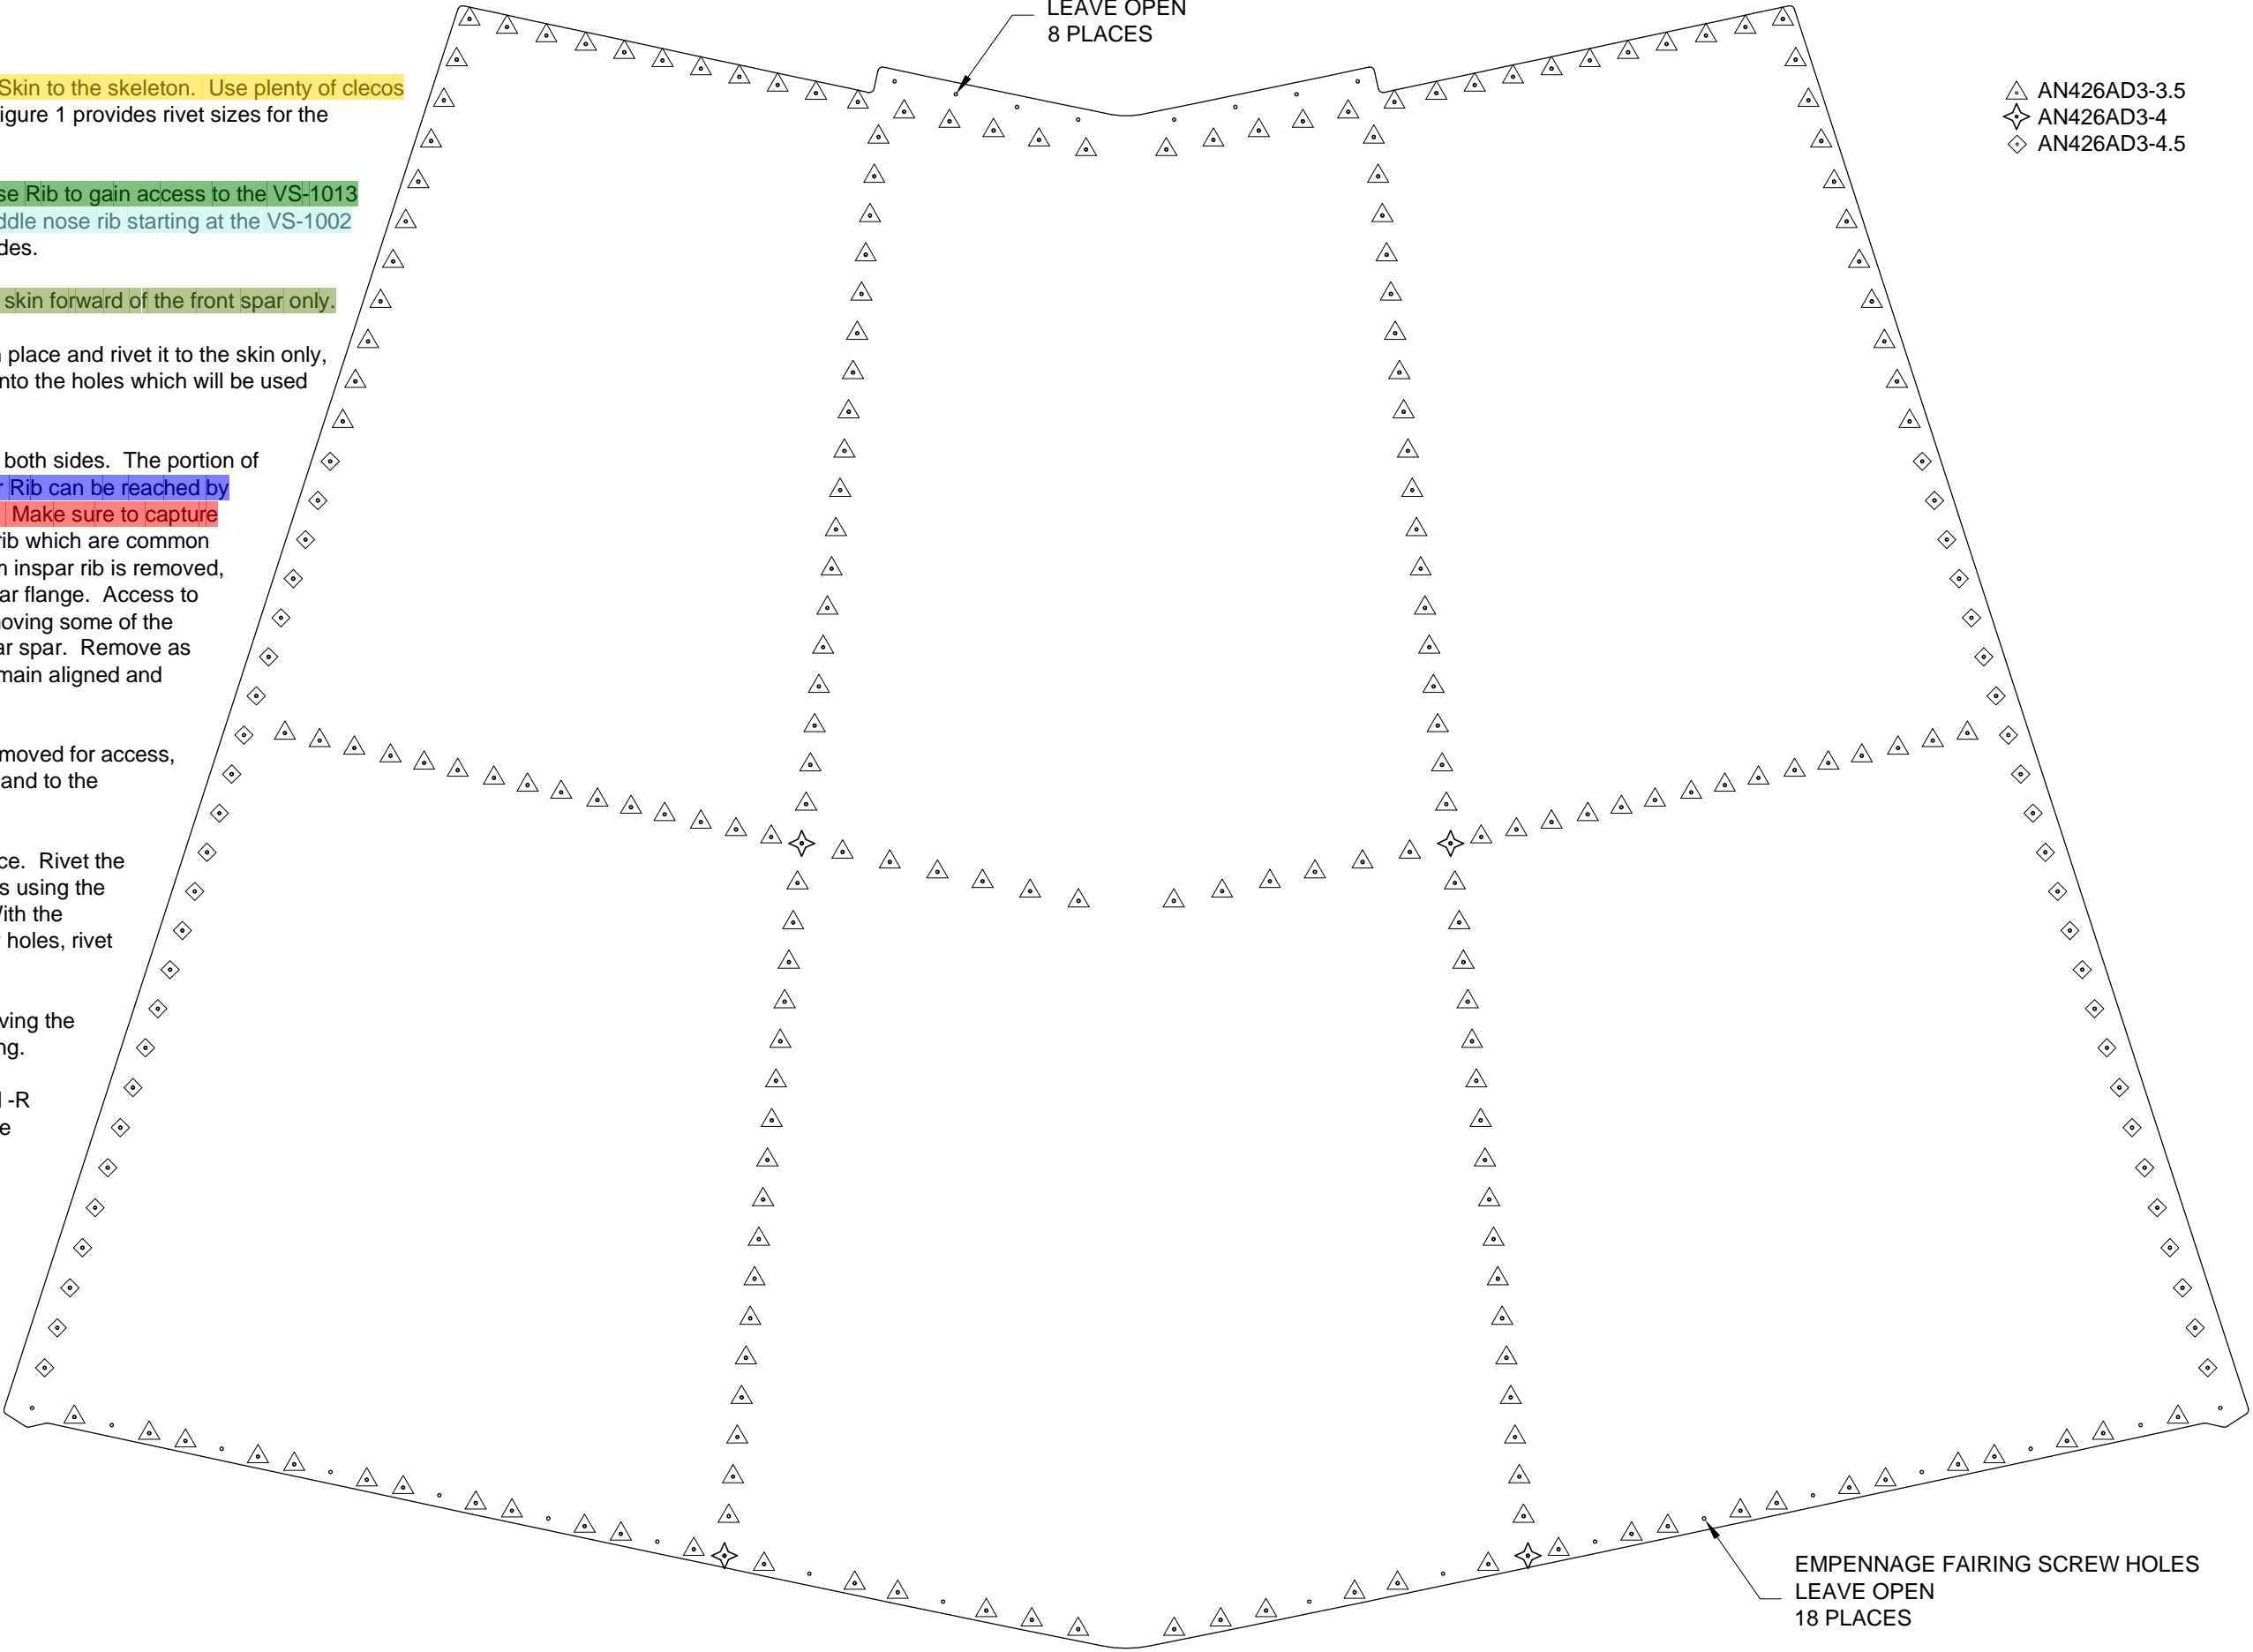 LEAVE OPEN
8 PLACES
Skin to the skeleton.  Use plenty of clecos
igure 1 provides rivet sizes for the
se Rib to gain access to the VS-1013
ddle nose rib starting at the VS-1002
des.
skin forward of the front spar only.
place and rivet it to the skin only,
nto the holes which will be used
both sides.  The portion of
r Rib can be reached by
Make sure to capture
rib which are common
inspar rib is removed,
ar flange.  Access to
oving some of the
ar spar.  Remove as
main aligned and
moved for access,
and to the
ce.  Rivet the
s using the
With the
holes, rivet
ving the
ng.
-R
e
AN426AD3-3.5
AN426AD3-4
AN426AD3-4.5
EMPENNAGE FAIRING SCREW HOLES
LEAVE OPEN
18 PLACES